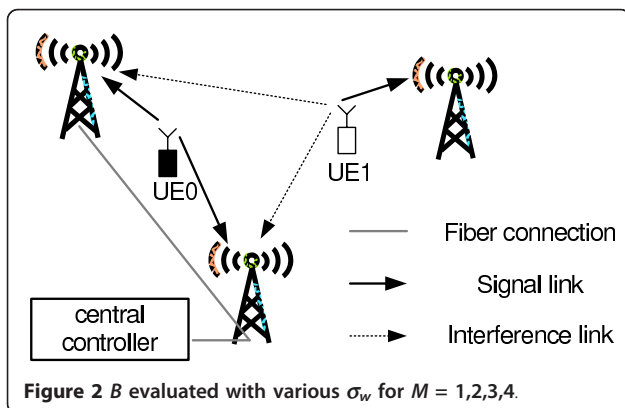 UE0
UE1
Fiber connection
Signal link
Interference link
central
controller
Figure 2 B evaluated with various σw for M = 1,2,3,4.